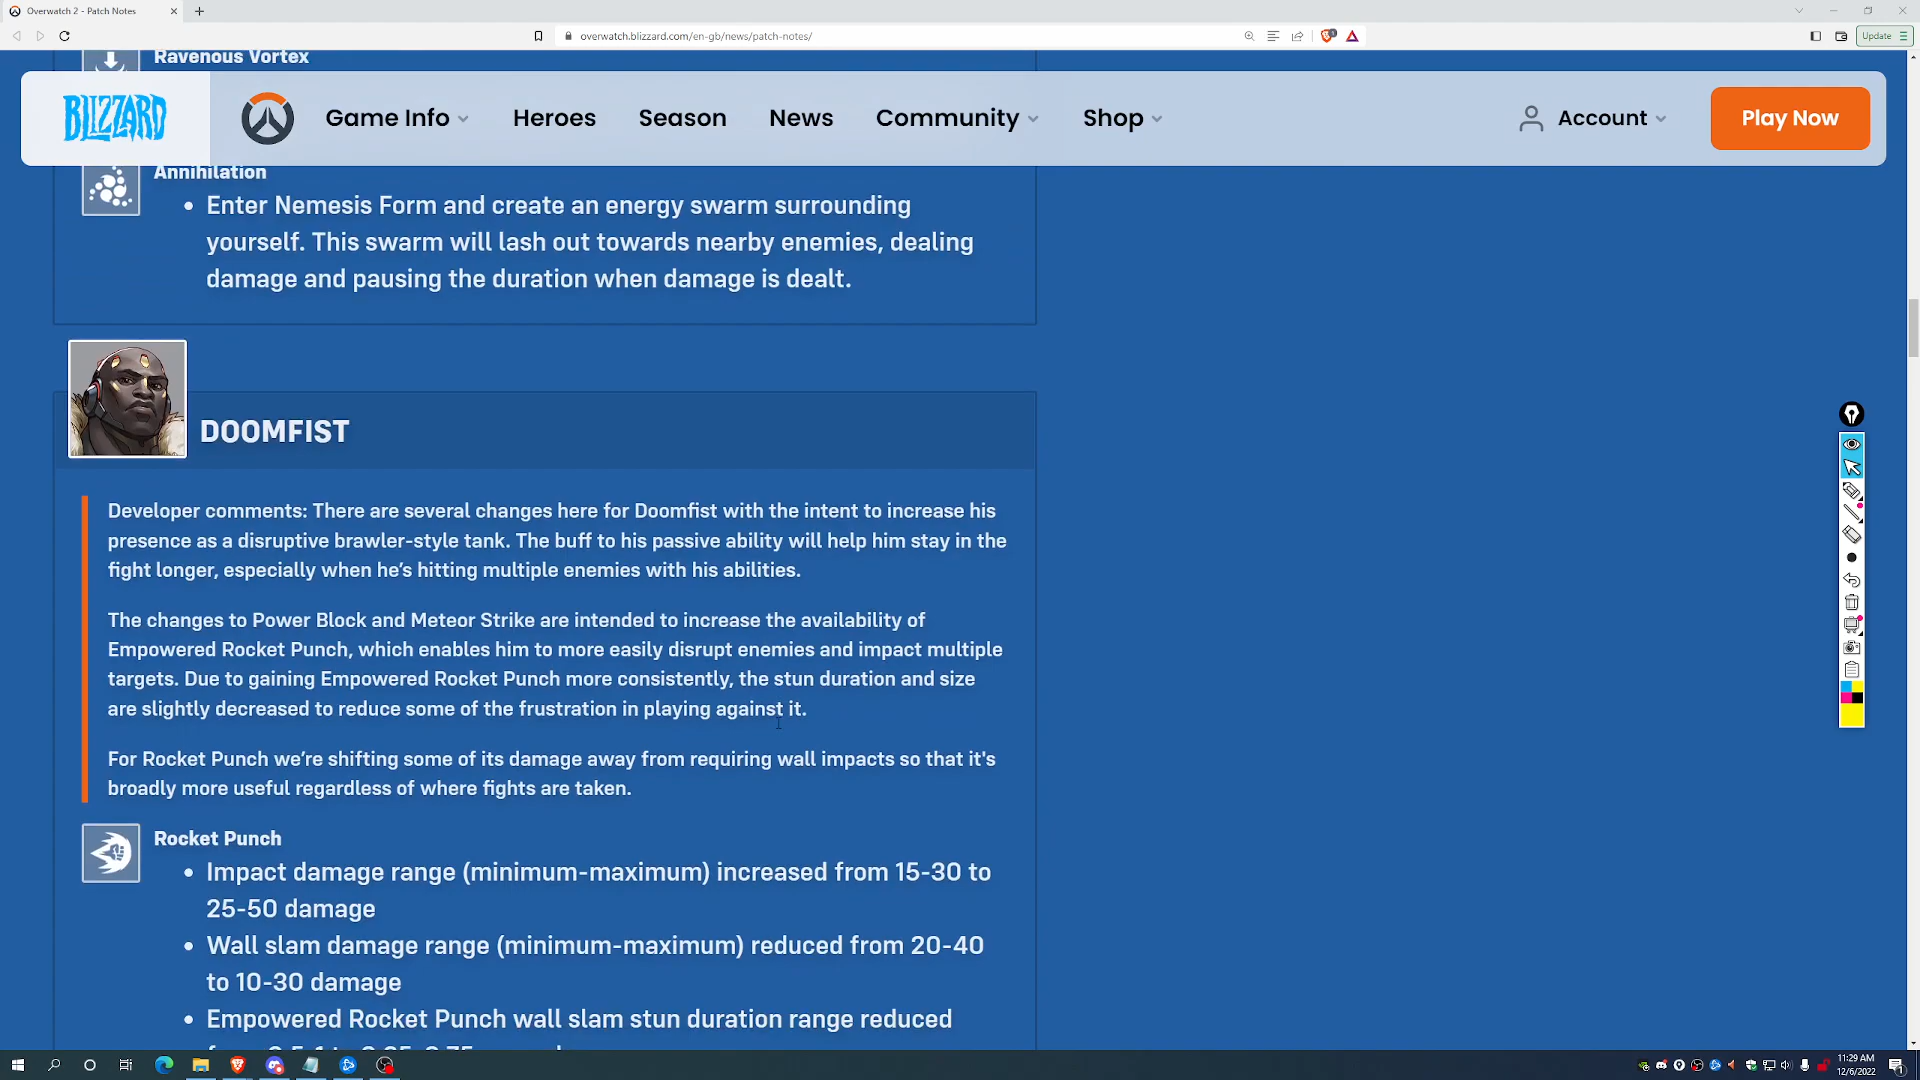 Overwatch 2 - Patch Notes
overwatch.blizzard.com/en-gb/news/patch-notes/
Update
Ravenous Vortex
BLIZZARD
Game Info
Heroes
Season
News
Community
Shop
Account
Play Now
Annihilation
• Enter Nemesis Form and create an energy swarm surrounding
yourself. This swarm will lash out towards nearby enemies, dealing
damage and pausing the duration when damage is dealt.
DOOMFIST
Developer comments: There are several changes here for Doomfist with the intent to increase his
presence as a disruptive brawler-style tank. The buff to his passive ability will help him stay in the
fight longer, especially when he's hitting multiple enemies with his abilities.
The changes to Power Block and Meteor Strike are intended to increase the availability of
Empowered Rocket Punch, which enables him to more easily disrupt enemies and impact multiple
targets. Due to gaining Empowered Rocket Punch more consistently, the stun duration and size
are slightly decreased to reduce some of the frustration in playing against it.
For Rocket Punch we're shifting some of its damage away from requiring wall impacts so that it's
broadly more useful regardless of where fights are taken.
Rocket Punch
• Impact damage range (minimum-maximum) increased from 15-30 to
25-50 damage
• Wall slam damage range (minimum-maximum) reduced from 20-40
to 10-30 damage
• Empowered Rocket Punch wall slam stun duration range reduced
11:29 AM
12/6/2022